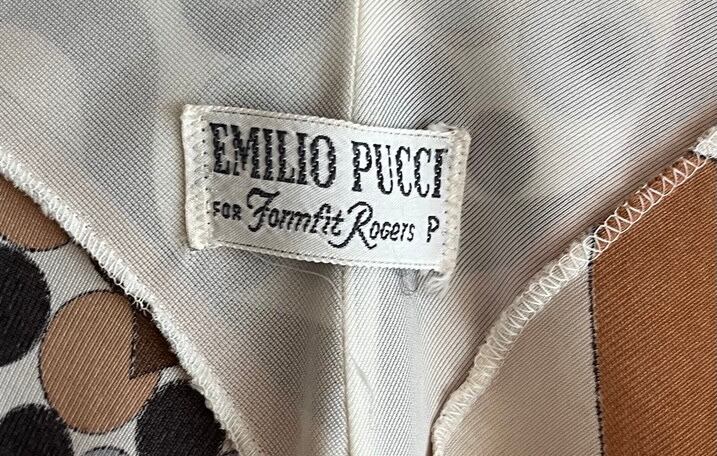 EMILIO PUCCI
FOR Formfit Rogers P